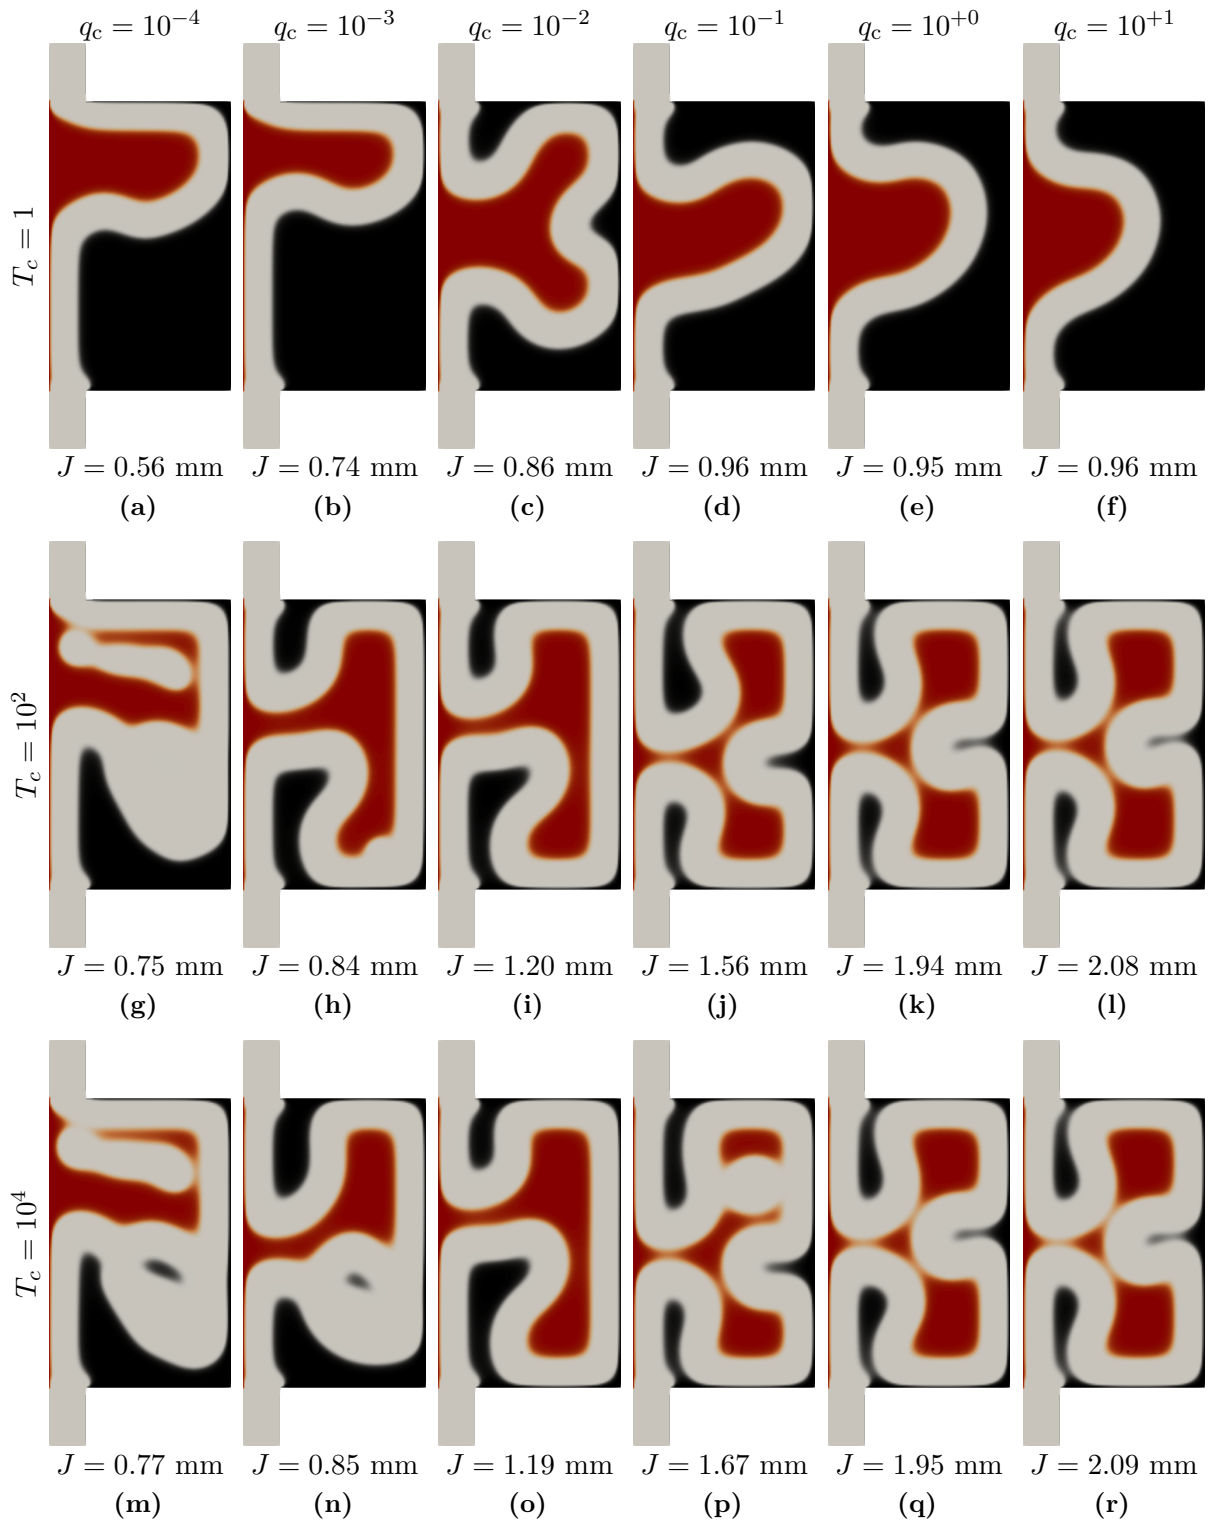 q_c = 10^{-4} q_c = 10^{-3} q_c = 10^{-2} q_c = 10^{-1} q_c = 10^{+0} q_c = 10^{+1}
T_c = 1
J = 0.56 mm J = 0.74 mm J = 0.86 mm J = 0.96 mm J = 0.95 mm J = 0.96 mm
(a) (b) (c) (d) (e) (f)
T_c = 10^2
J = 0.75 mm J = 0.84 mm J = 1.20 mm J = 1.56 mm J = 1.94 mm J = 2.08 mm
(g) (h) (i) (j) (k) (l)
T_c = 10^4
J = 0.77 mm J = 0.85 mm J = 1.19 mm J = 1.67 mm J = 1.95 mm J = 2.09 mm
(m) (n) (o) (p) (q) (r)